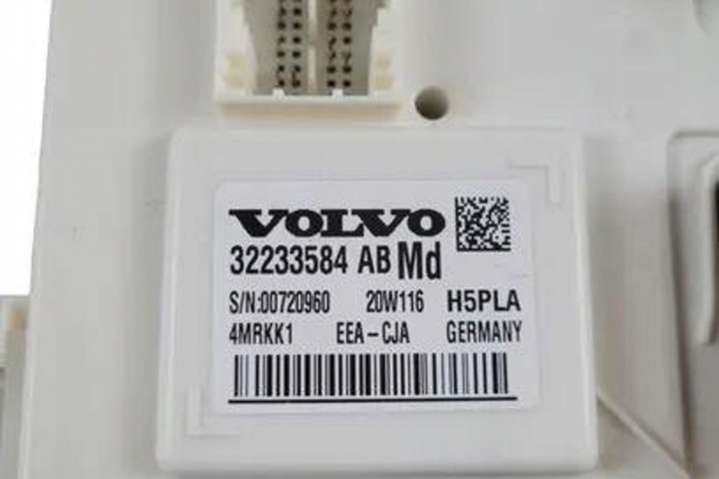 VOLVO
32233584 AB Md
S/N:00720960 20W116 H5PLA
4MRKK1 EEA-CJA GERMANY